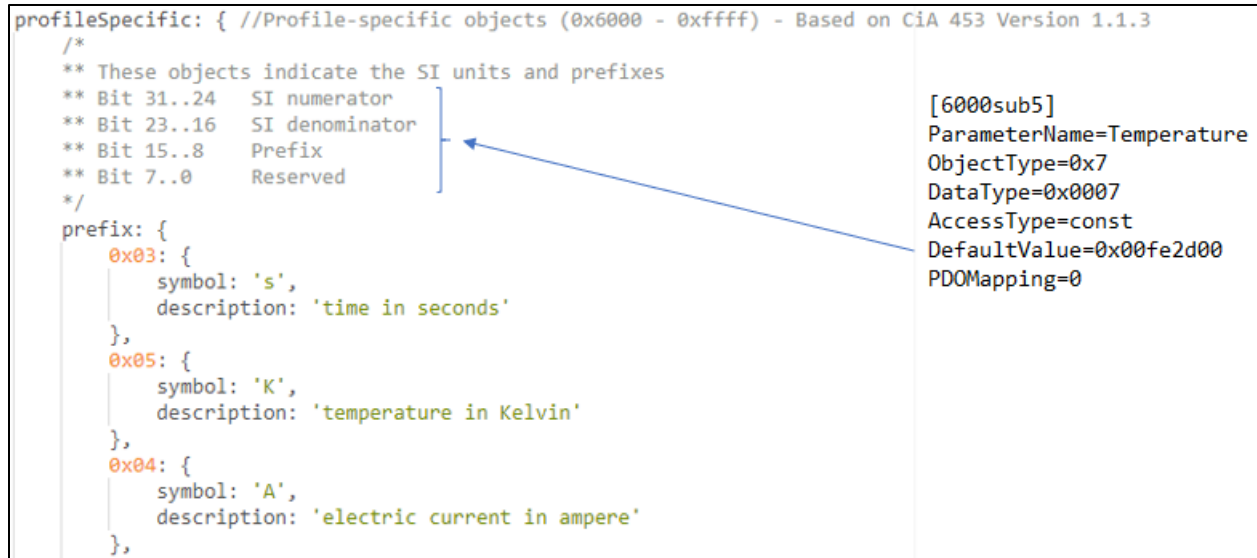 profileSpecific: { //Profile-specific objects (0x6000 - 0xffff) - Based on CiA 453 Version 1.1.3
/*
** These objects indicate the SI units and prefixes
** Bit 31..24   SI numerator
** Bit 23..16   SI denominator
** Bit 15..8    Prefix
** Bit 7..0     Reserved
*/
prefix: {
0x03: {
symbol: 's',
description: 'time in seconds'
},
0x05: {
symbol: 'K',
description: 'temperature in Kelvin'
},
0x04: {
symbol: 'A',
description: 'electric current in ampere'
},
[6000sub5]
ParameterName=Temperature
ObjectType=0x7
DataType=0x0007
AccessType=const
DefaultValue=0x00fe2d00
PDOMapping=0